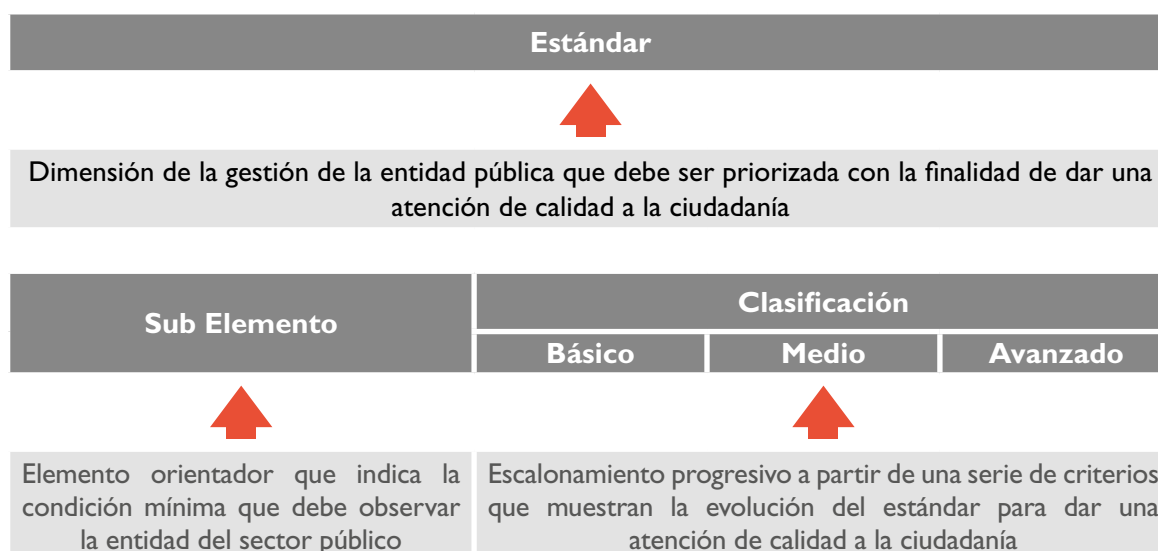 Estándar
Dimensión de la gestión de la entidad pública que debe ser priorizada con la finalidad de dar una
atención de calidad a la ciudadanía
Sub Elemento
Clasificación
Básico Medio Avanzado
Elemento orientador que indica la
condición mínima que debe observar
la entidad del sector público
Escalonamiento progresivo a partir de una serie de criterios
que muestran la evolución del estándar para dar una
atención de calidad a la ciudadanía